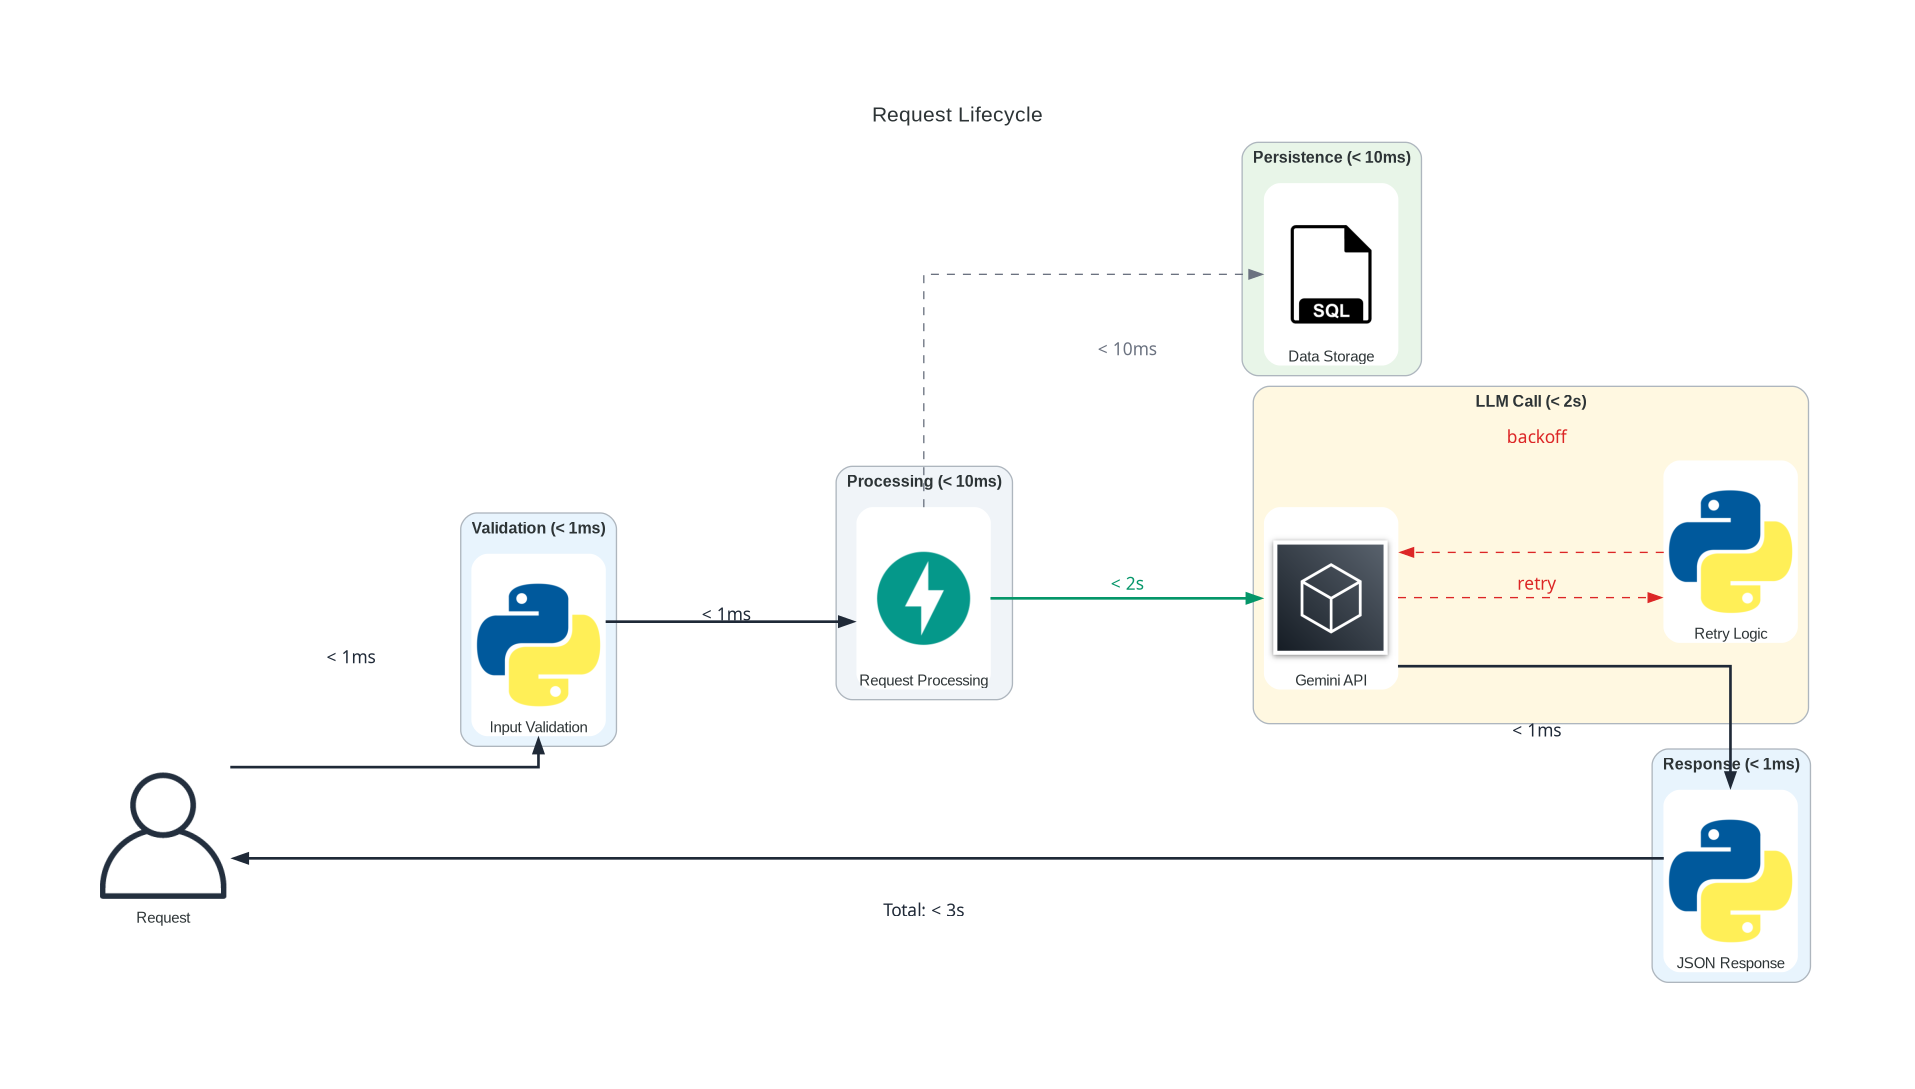 Request Lifecycle
Persistence (< 10ms)
SQL
Data Storage
< 10ms
LLM Call (< 2s)
backoff
Processing (< 10ms)
Validation (< 1ms)
< 2s
retry
< 1ms
Retry Logic
< 1ms
Request Processing
Gemini API
Input Validation
< 1ms
Response (< 1ms)
Total: < 3s
Request
JSON Response